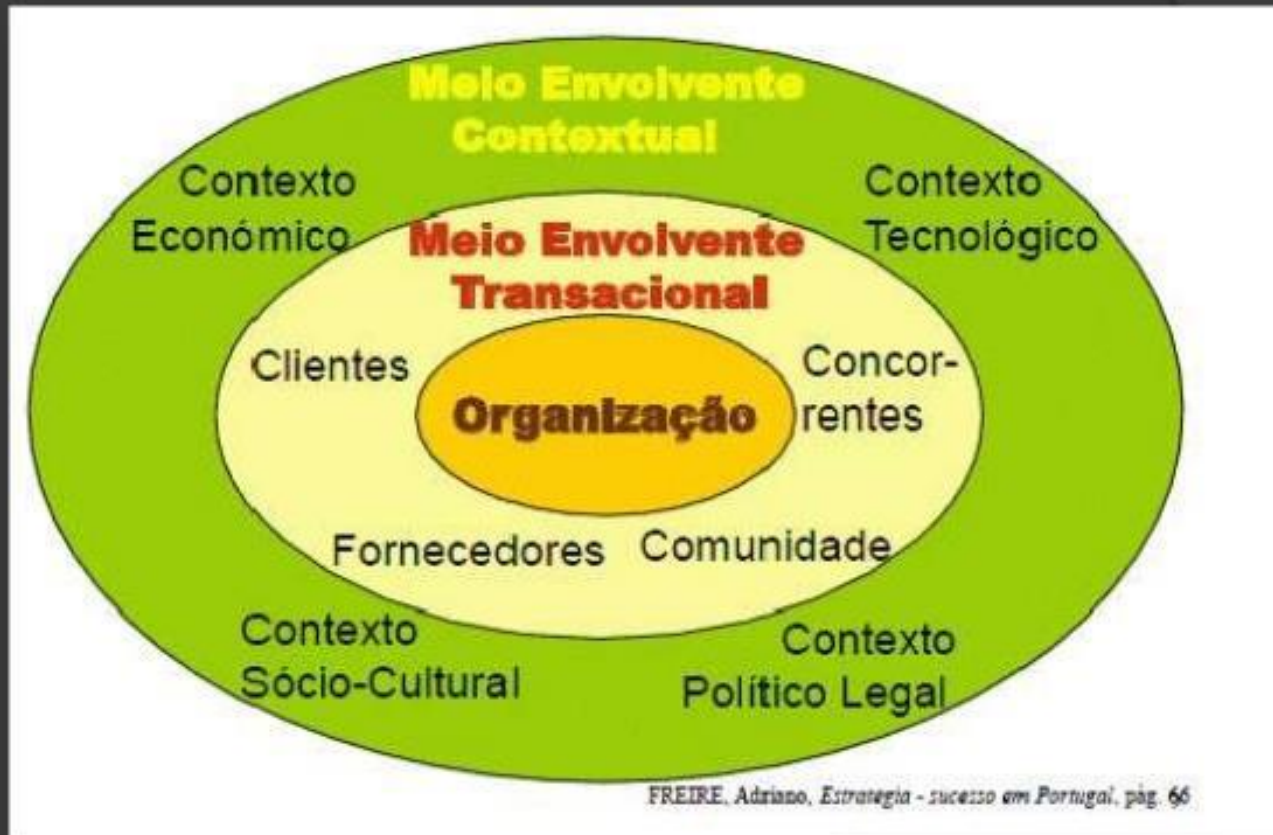 Meio Envolvente
Contextual
Contexto
Económico
Contexto
Tecnológico
Meio Envolvente
Transacional
Clientes
Concor-
rentes
Organização
Fornecedores
Comunidade
Contexto
Sócio-Cultural
Contexto
Político Legal
FREIRE, Adriano, Estrategia - sucesso em Portugal, pág. 66